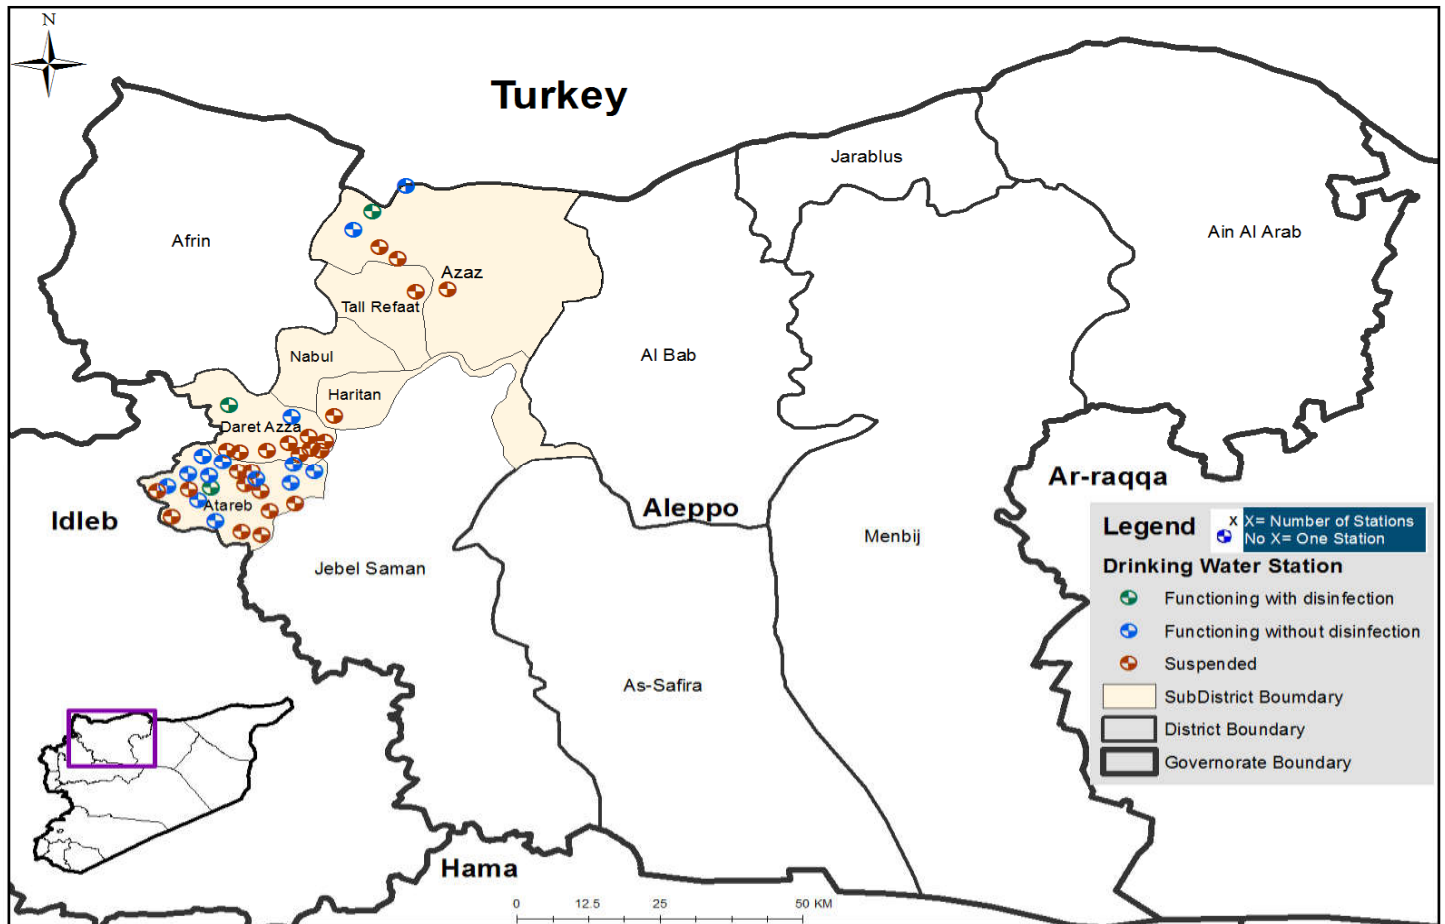 N
Turkey
Jarablus
Afrin
Ain Al Arab
Azaz
Tall Refaat
Nabul
Al Bab
Haritan
Daret Azza
Ar-raqqa
Idleb
Atareb
Aleppo
Menbij
Jebel Saman
As-Safira
Hama
Legend
X X= Number of Stations
No X= One Station
Drinking Water Station
Functioning with disinfection
Functioning without disinfection
Suspended
SubDistrict Boumdary
District Boundary
Governorate Boundary
0 12.5 25 50 KM